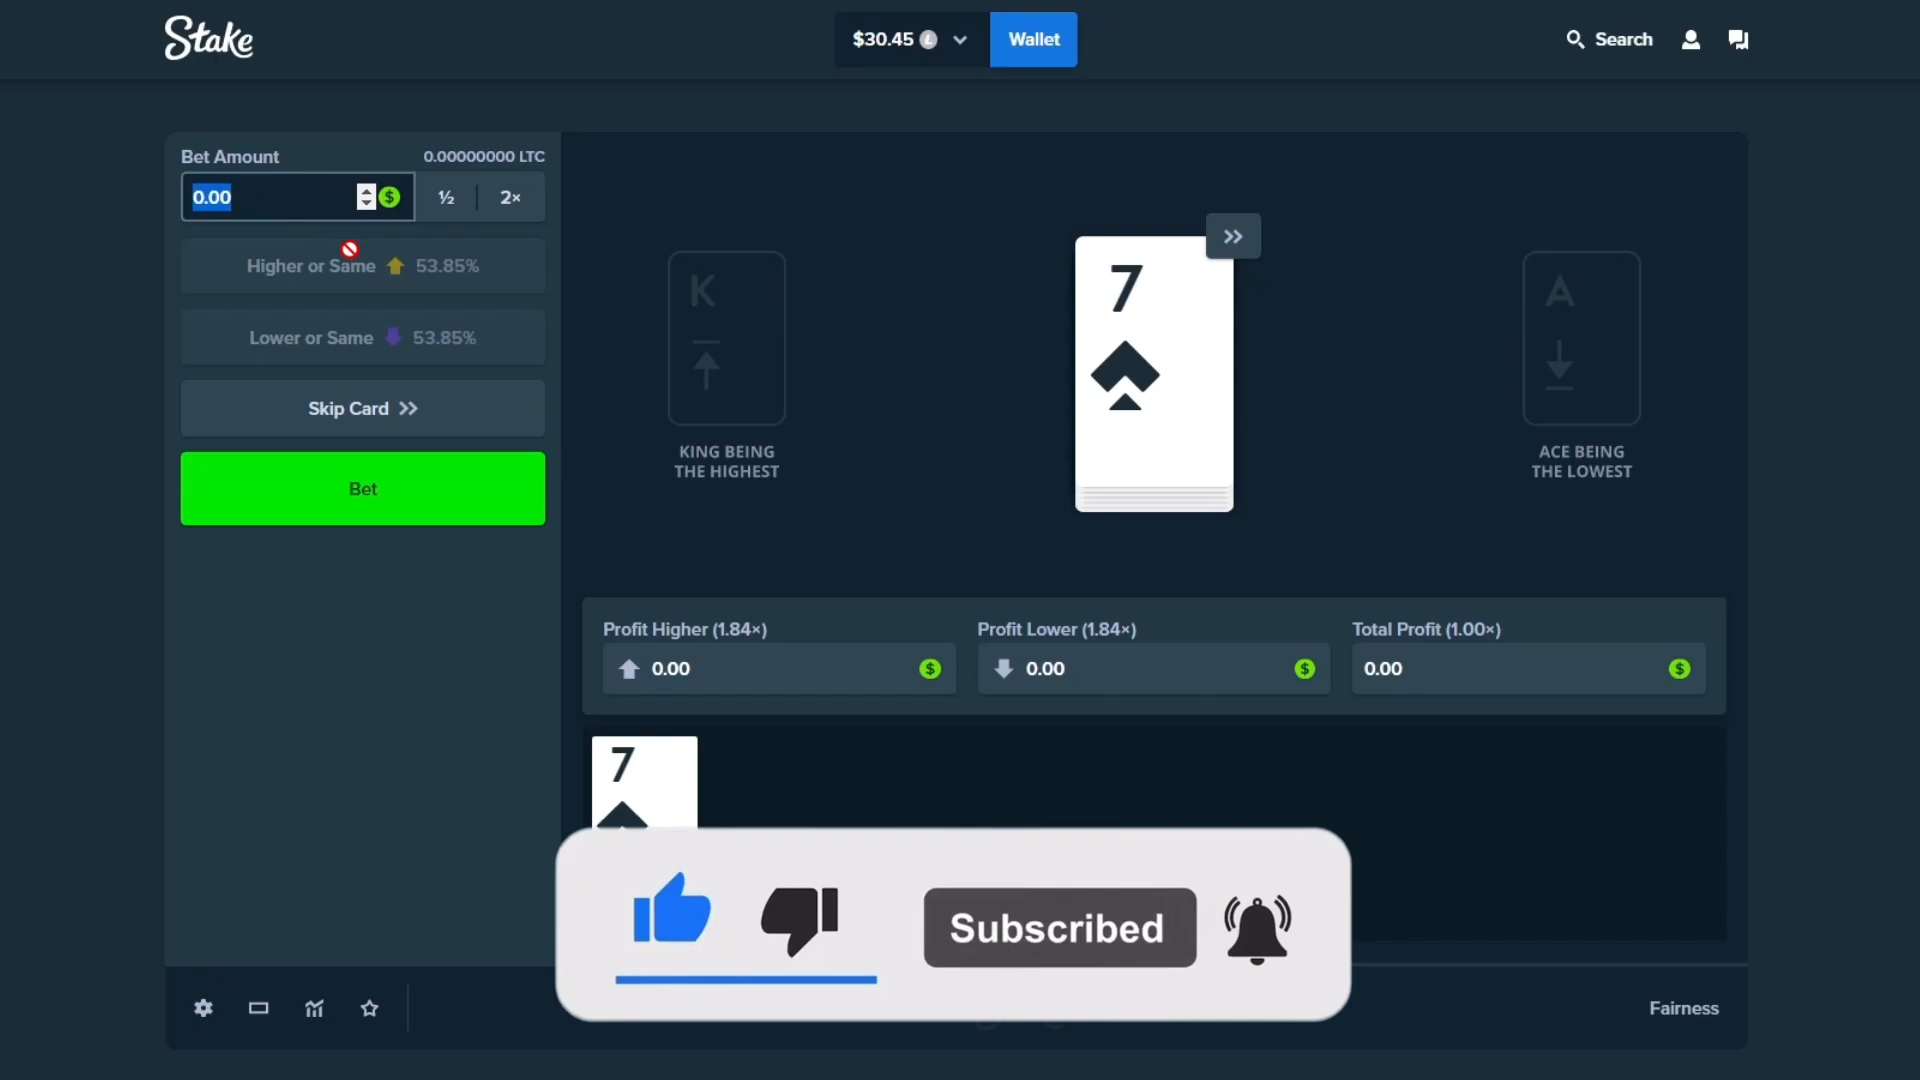 Stake
$30.45
Wallet
Search
Bet Amount
0.00000000 LTC
0.00
$
½
2×
Higher or Same 53.85%
Lower or Same 53.85%
Skip Card
Bet
K
KING BEING
THE HIGHEST
7
A
ACE BEING
THE LOWEST
Profit Higher (1.84×)
0.00
$
Profit Lower (1.84×)
0.00
$
Total Profit (1.00×)
0.00
$
7
Subscribed
Fairness